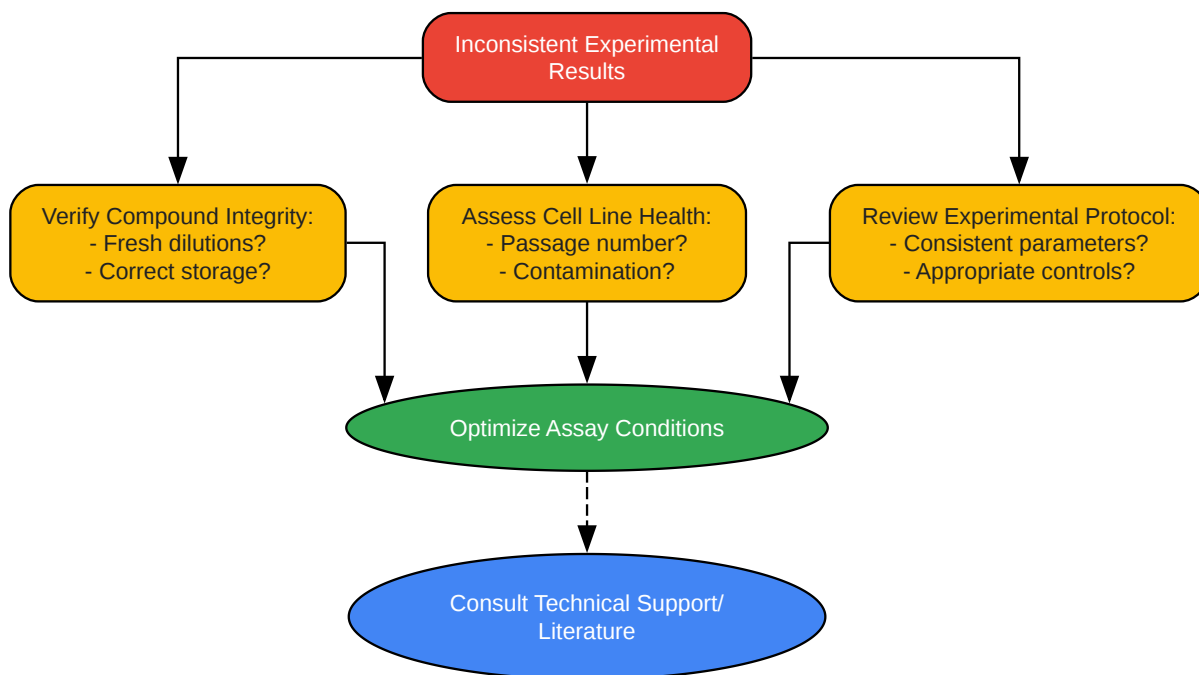 Inconsistent Experimental
Results
Verify Compound Integrity:
- Fresh dilutions?
- Correct storage?
Assess Cell Line Health:
- Passage number?
- Contamination?
Review Experimental Protocol:
- Consistent parameters?
- Appropriate controls?
Optimize Assay Conditions
Consult Technical Support/
Literature